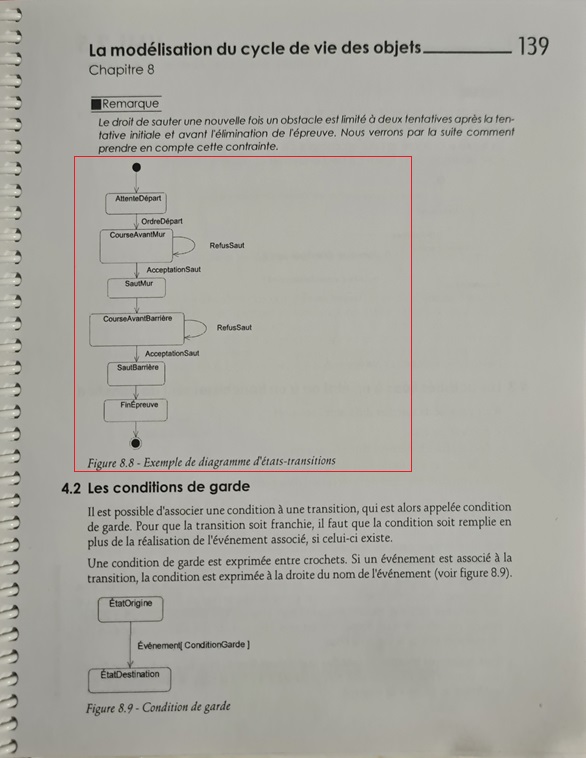 La modélisation du cycle de vie des objets 139
Chapitre 8
Remarque
Le droit de sauter une nouvelle fois un obstacle est limité à deux tentatives après la ten-
tative initiale et avant l'élimination de l'épreuve. Nous verrons par la suite comment
prendre en compte cette contrainte.
AttenteDépart
OrdreDépart
CourseAvantMur
RefusSaut
AcceptationSaut
SautMur
CourseAvantBarrière
RefusSaut
AcceptationSaut
SautBarrière
FinÉpreuve
Figure 8.8 - Exemple de diagramme d'états-transitions
4.2 Les conditions de garde
Il est possible d'associer une condition à une transition, qui est alors appelée condition
de garde. Pour que la transition soit franchie, il faut que la condition soit remplie en
plus de la réalisation de l'événement associé, si celui-ci existe.
Une condition de garde est exprimée entre crochets. Si un événement est associé à la
transition, la condition est exprimée à la droite du nom de l'événement (voir figure 8.9).
ÉtatOrigine
Évènement[ ConditionGarde ]
ÉtatDestination
Figure 8.9 - Condition de garde